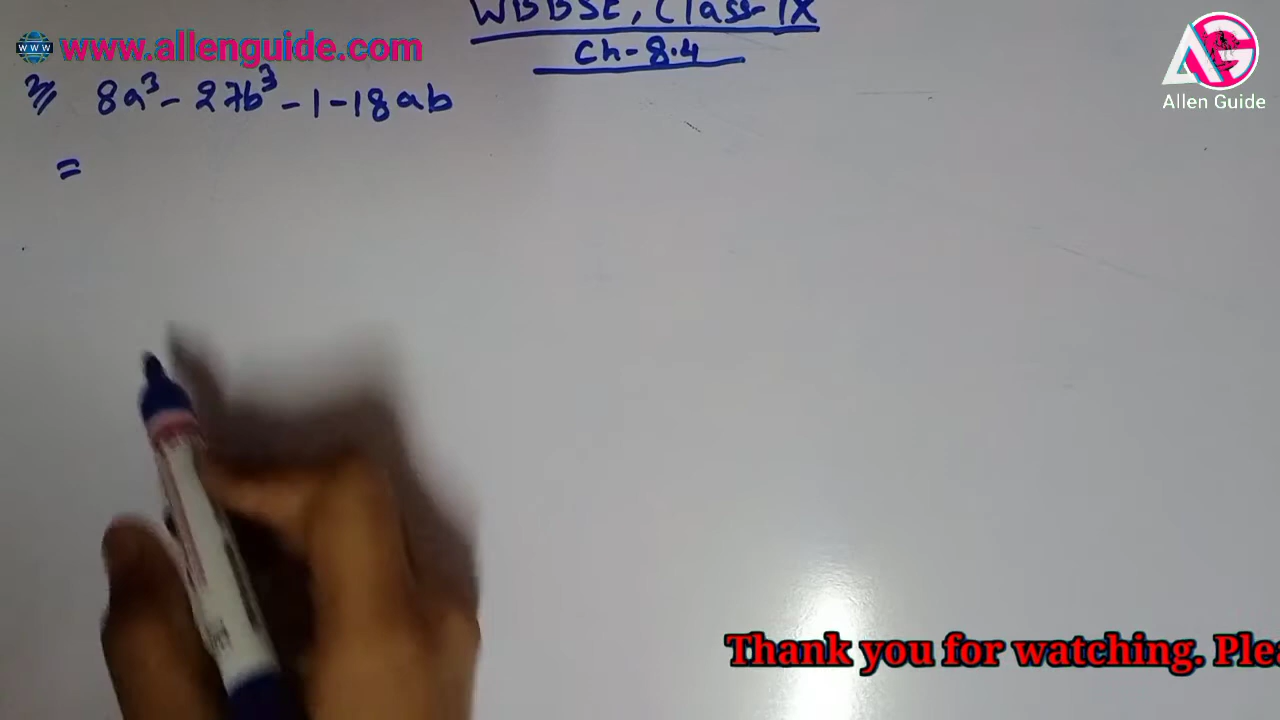 WBBSE, Class-IX
Ch-8.4
www.allenguide.com
AG
Allen Guide
8a³ - 27b³ - 1 - 18ab
=
Thank you for watching.